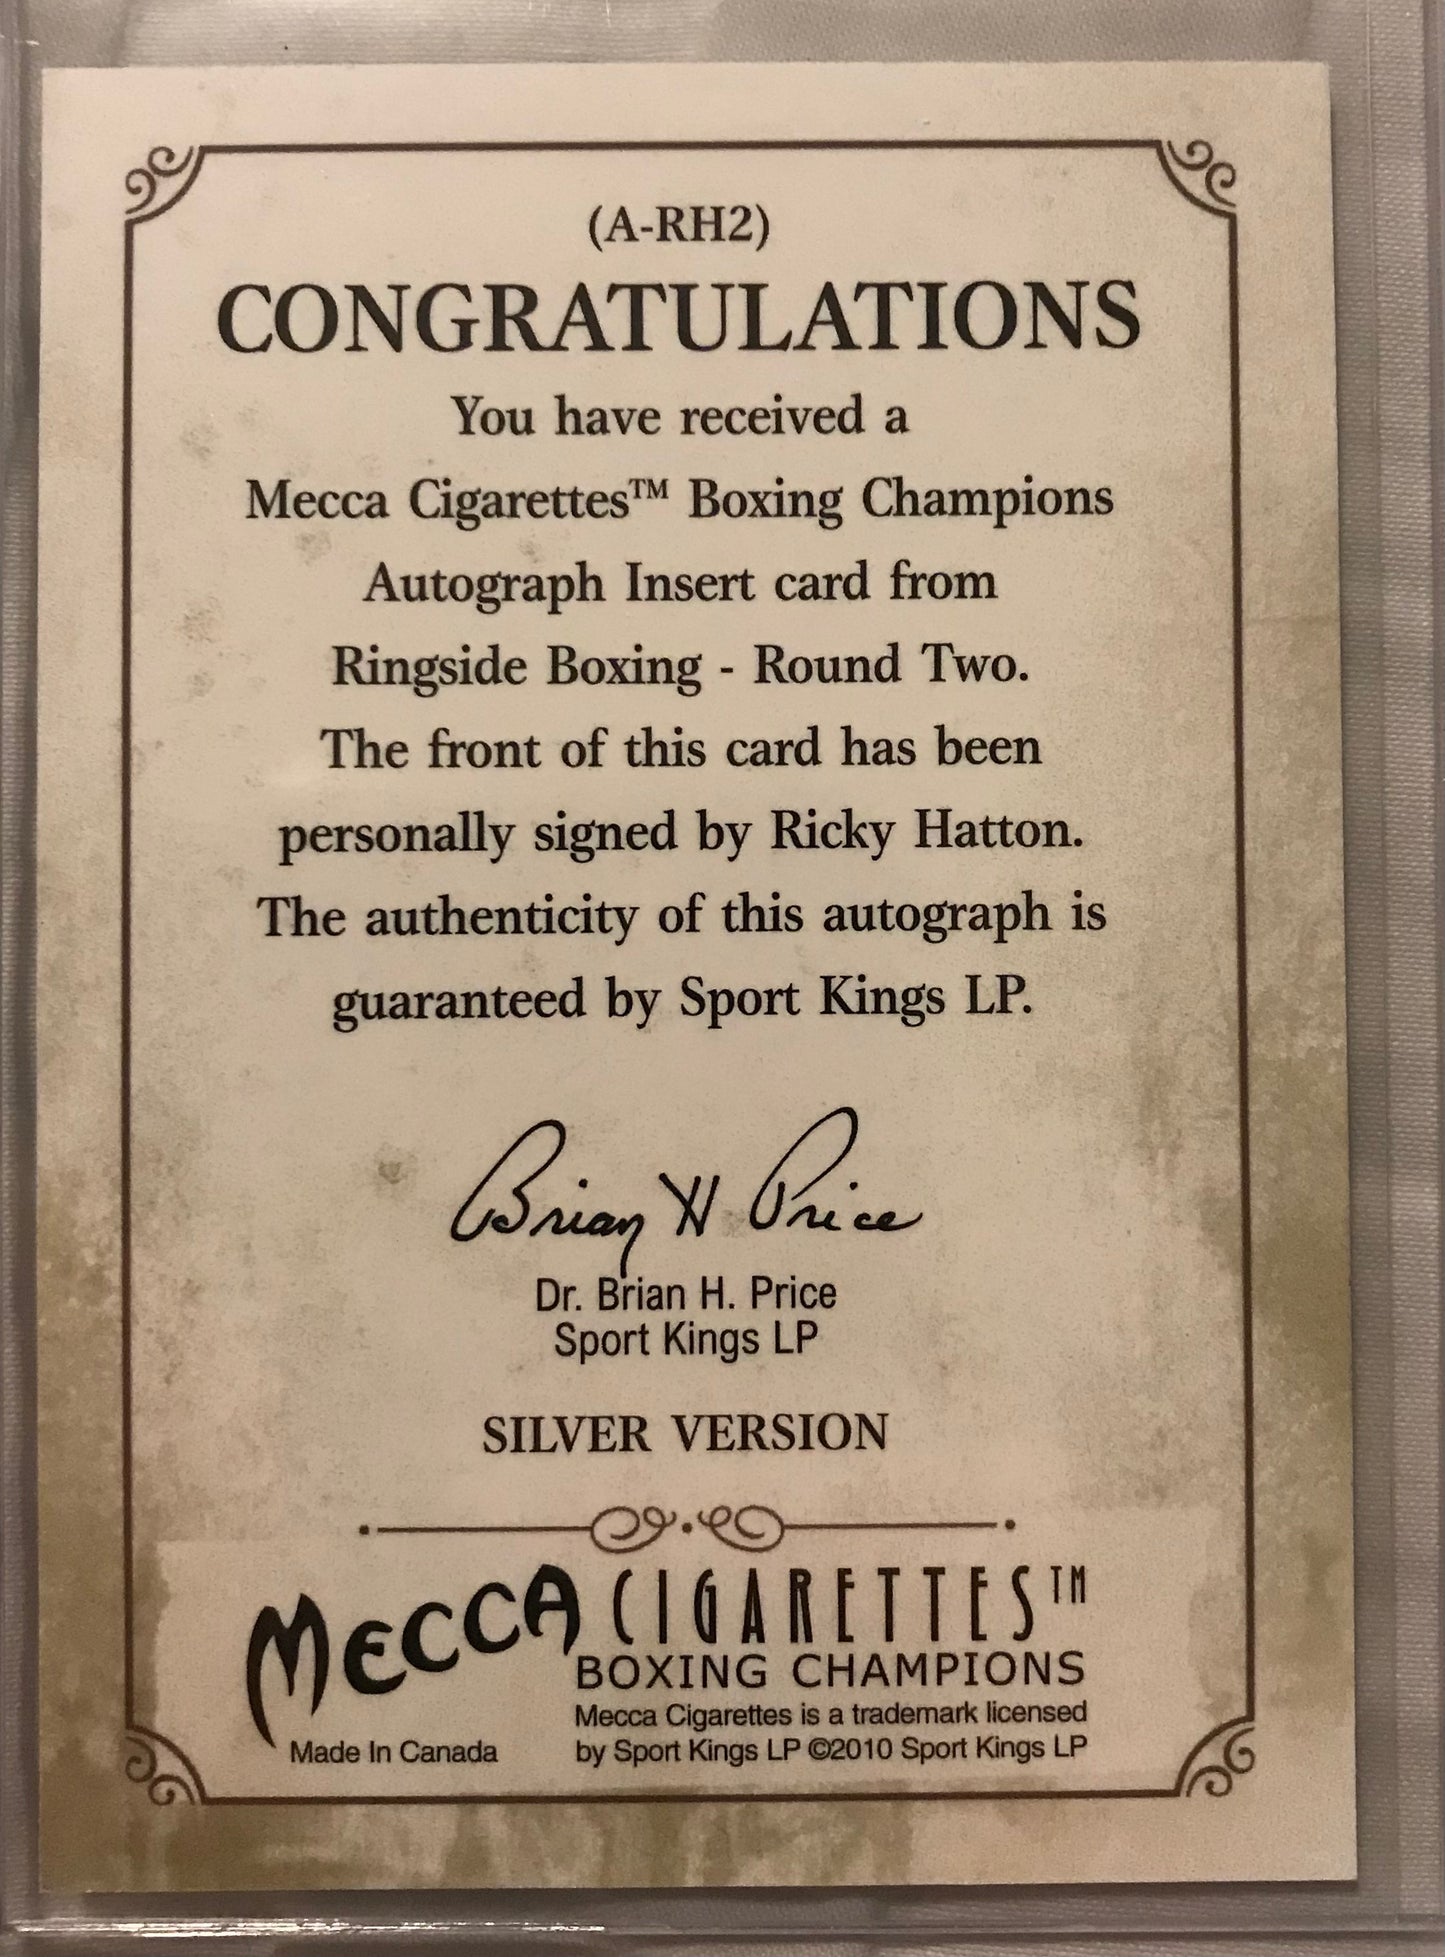 (A-RH2)
CONGRATULATIONS
You have received a
Mecca Cigarettes™ Boxing Champions
Autograph Insert card from
Ringside Boxing - Round Two.
The front of this card has been
personally signed by Ricky Hatton.
The authenticity of this autograph is
guaranteed by Sport Kings LP.
Brian H Price
Dr. Brian H. Price
Sport Kings LP
SILVER VERSION
MECCA CIGARETTES™
BOXING CHAMPIONS
Mecca Cigarettes is a trademark licensed
Made In Canada by Sport Kings LP ©2010 Sport Kings LP